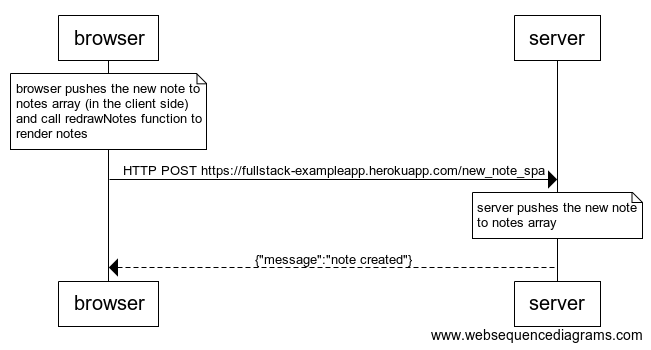 browser
server
browser pushes the new note to
notes array (in the client side)
and call redrawNotes function to
render notes
HTTP POST https://fullstack-exampleapp.herokuapp.com/new_note_spa
server pushes the new note
to notes array
{"message":"note created"}
browser
server
www.websequencediagrams.com